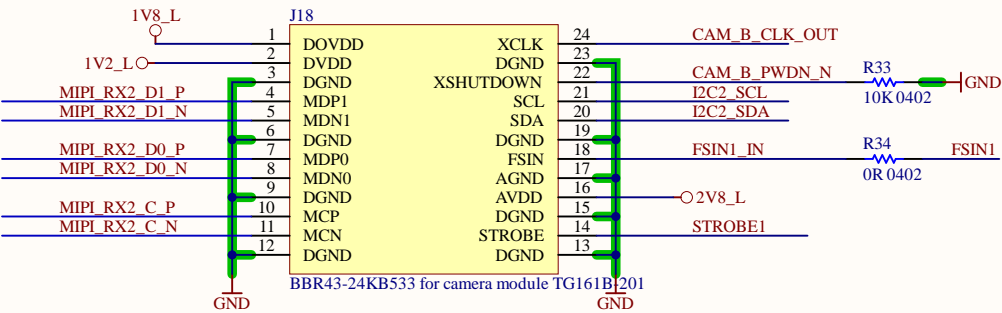 1V8_L
J18
1 DOVDD XCLK 24 CAM_B_CLK_OUT
1V2_L 2 DVDD DGND 23
3 DGND XSHUTDOWN 22 CAM_B_PWDN_N R33 GND
MIPI_RX2_D1_P 4 MDP1 SCL 21 I2C2_SCL 10K 0402
MIPI_RX2_D1_N 5 MDN1 SDA 20 I2C2_SDA
6 DGND DGND 19
MIPI_RX2_D0_P 7 MDP0 FSIN 18 FSIN1_IN R34 FSIN1
MIPI_RX2_D0_N 8 MDN0 AGND 17 0R 0402
9 DGND AVDD 16 2V8_L
MIPI_RX2_C_P 10 MCP DGND 15
MIPI_RX2_C_N 11 MCN STROBE 14 STROBE1
12 DGND DGND 13
BBR43-24KB533 for camera module TG161B-201
GND GND